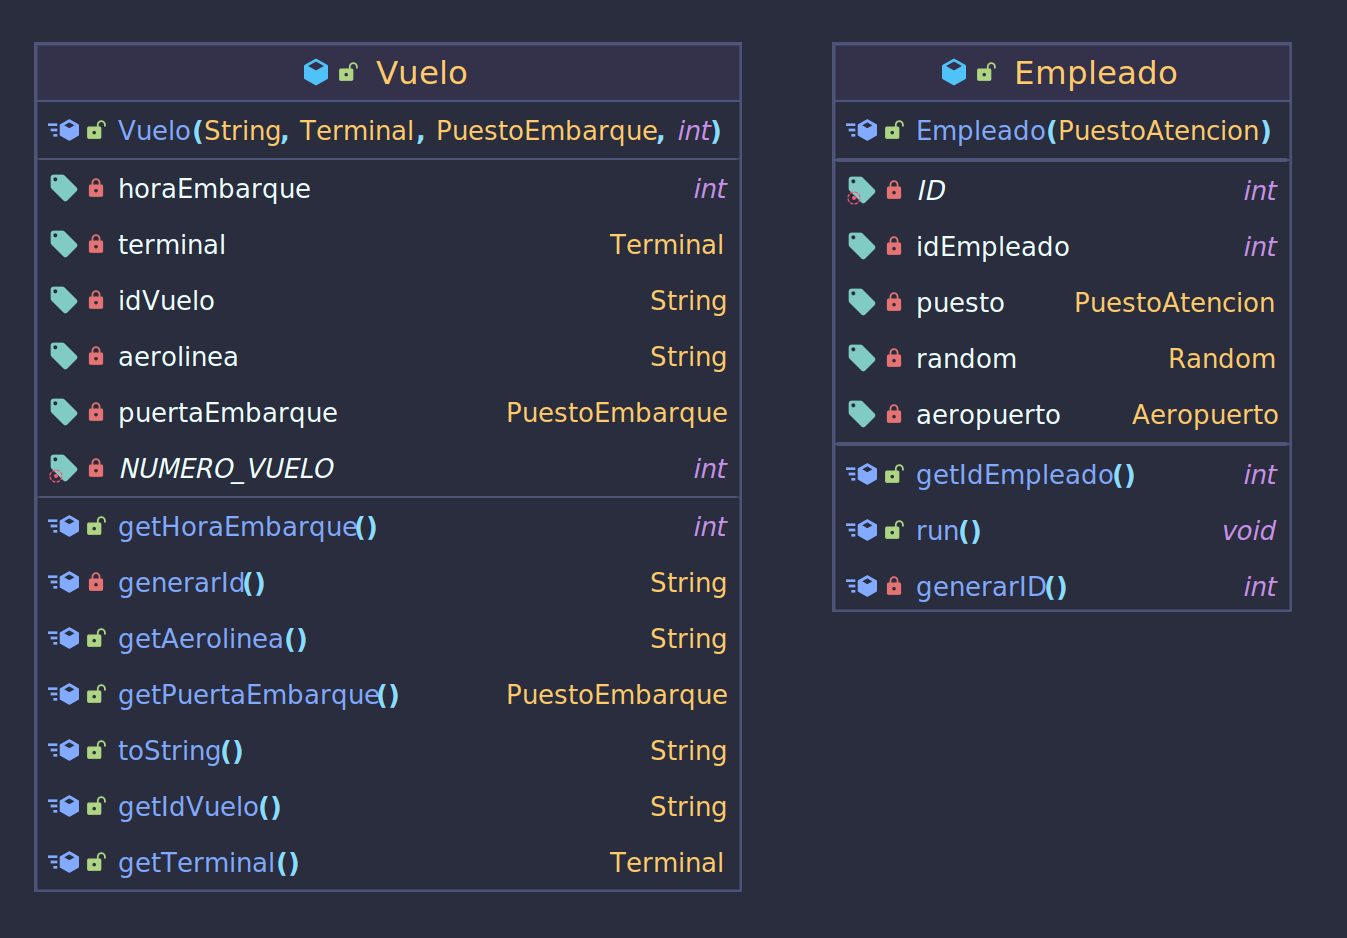 Vuelo
Vuelo(String, Terminal, PuestoEmbarque, int)
horaEmbarque int
terminal Terminal
idVuelo String
aerolinea String
puertaEmbarque PuestoEmbarque
NUMERO_VUELO int
getHoraEmbarque() int
generarId() String
getAerolinea() String
getPuertaEmbarque() PuestoEmbarque
toString() String
getIdVuelo() String
getTerminal() Terminal
Empleado
Empleado(PuestoAtencion)
ID int
idEmpleado int
puesto PuestoAtencion
random Random
aeropuerto Aeropuerto
getIdEmpleado() int
run() void
generarID() int